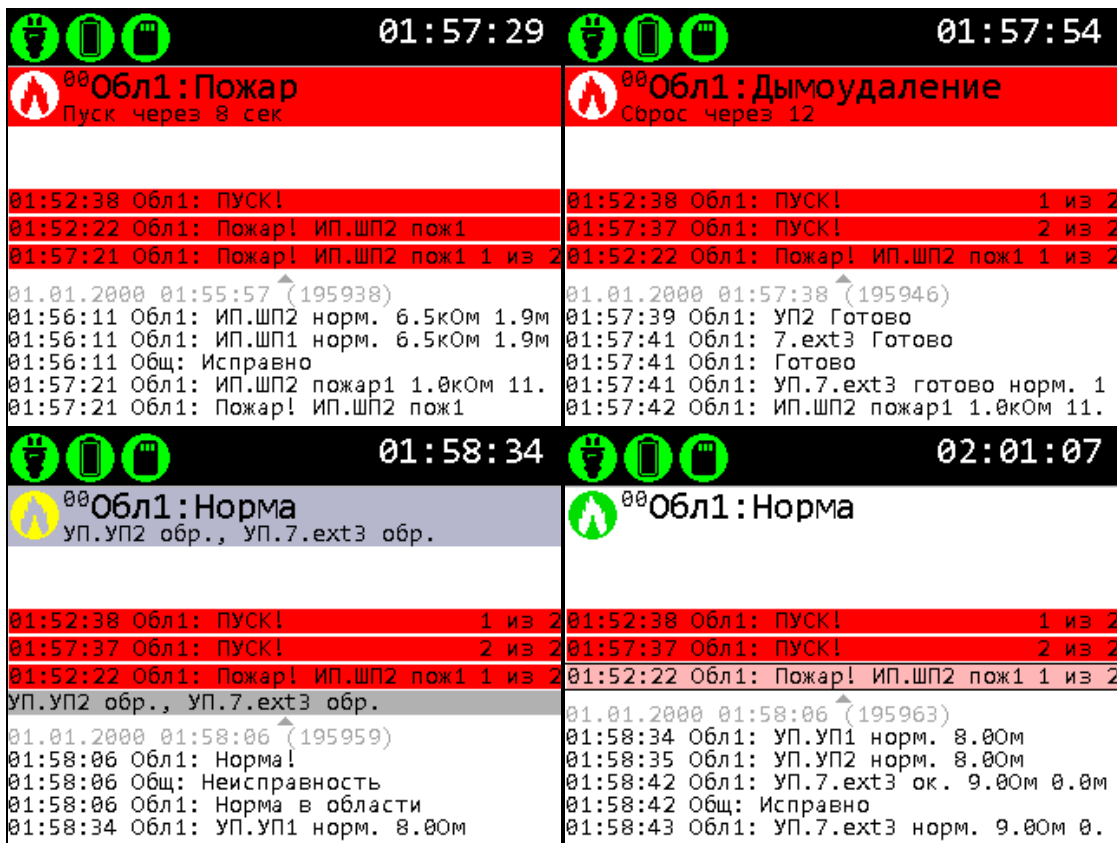 01:57:29
⁰⁰Обл1:Пожар
Пуск через 8 сек
01:52:38 Обл1: ПУСК!
01:52:22 Обл1: Пожар! ИП.ШП2 пож1
01:57:21 Обл1: Пожар! ИП.ШП2 пож1 1 из 2
01.01.2000 01:55:57 (195938)
01:56:11 Обл1: ИП.ШП2 норм. 6.5кОм 1.9м
01:56:11 Обл1: ИП.ШП1 норм. 6.5кОм 1.9м
01:56:11 Общ: Исправно
01:57:21 Обл1: ИП.ШП2 пожар1 1.0кОм 11.
01:57:21 Обл1: Пожар! ИП.ШП2 пож1
01:57:54
⁰⁰Обл1:Дымоудаление
Сброс через 12
01:52:38 Обл1: ПУСК! 1 из 2
01:57:37 Обл1: ПУСК! 2 из 2
01:52:22 Обл1: Пожар! ИП.ШП2 пож1 1 из 2
01.01.2000 01:57:38 (195946)
01:57:39 Обл1: УП2 Готово
01:57:41 Обл1: 7.ext3 Готово
01:57:41 Обл1: Готово
01:57:41 Обл1: УП.7.ext3 готово норм. 1
01:57:42 Обл1: ИП.ШП2 пожар1 1.0кОм 11.
01:58:34
⁰⁰Обл1:Норма
УП.УП2 обр., УП.7.ext3 обр.
01:52:38 Обл1: ПУСК! 1 из 2
01:57:37 Обл1: ПУСК! 2 из 2
01:52:22 Обл1: Пожар! ИП.ШП2 пож1 1 из 2
УП.УП2 обр., УП.7.ext3 обр.
01.01.2000 01:58:06 (195959)
01:58:06 Обл1: Норма!
01:58:06 Общ: Неисправность
01:58:06 Обл1: Норма в области
01:58:34 Обл1: УП.УП1 норм. 8.0Ом
02:01:07
⁰⁰Обл1:Норма
01:52:38 Обл1: ПУСК! 1 из 2
01:57:37 Обл1: ПУСК! 2 из 2
01:52:22 Обл1: Пожар! ИП.ШП2 пож1 1 из 2
01.01.2000 01:58:06 (195963)
01:58:34 Обл1: УП.УП1 норм. 8.0Ом
01:58:35 Обл1: УП.УП2 норм. 8.0Ом
01:58:42 Обл1: УП.7.ext3 ок. 9.0Ом 0.0м
01:58:42 Общ: Исправно
01:58:43 Обл1: УП.7.ext3 норм. 9.0Ом 0.